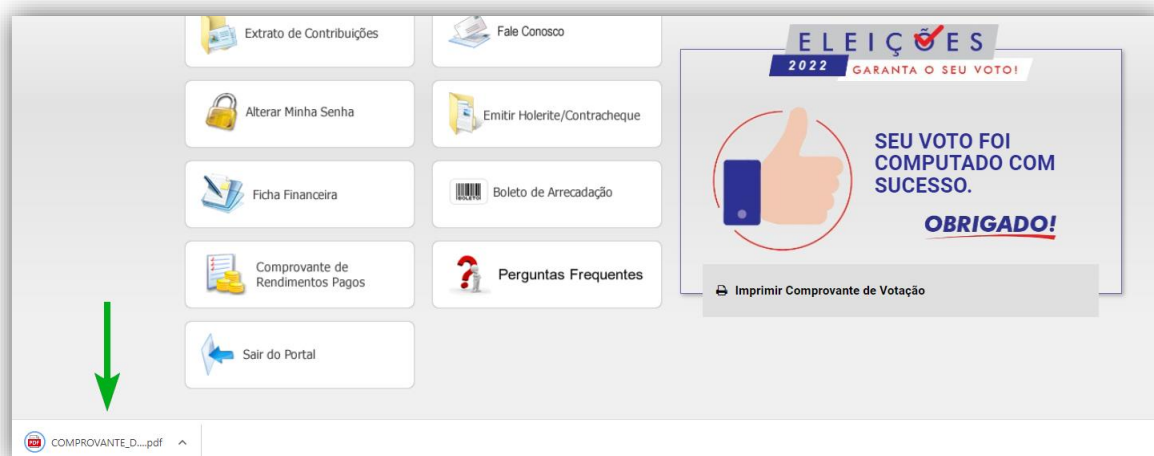 Extrato de Contribuições
Fale Conosco
Alterar Minha Senha
Emitir Holerite/Contracheque
Ficha Financeira
BOLETO
Boleto de Arrecadação
Comprovante de
Rendimentos Pagos
Perguntas Frequentes
Sair do Portal
ELEIÇÕES
2022
GARANTA O SEU VOTO!
SEU VOTO FOI
COMPUTADO COM
SUCESSO.
OBRIGADO!
Imprimir Comprovante de Votação
PDF
COMPROVANTE_D....pdf